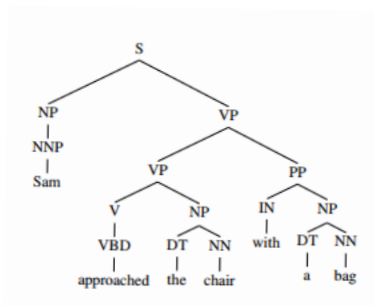 S
NP VP
NNP VP PP
Sam
V NP IN NP
VBD DT NN with DT NN
approached the chair a bag